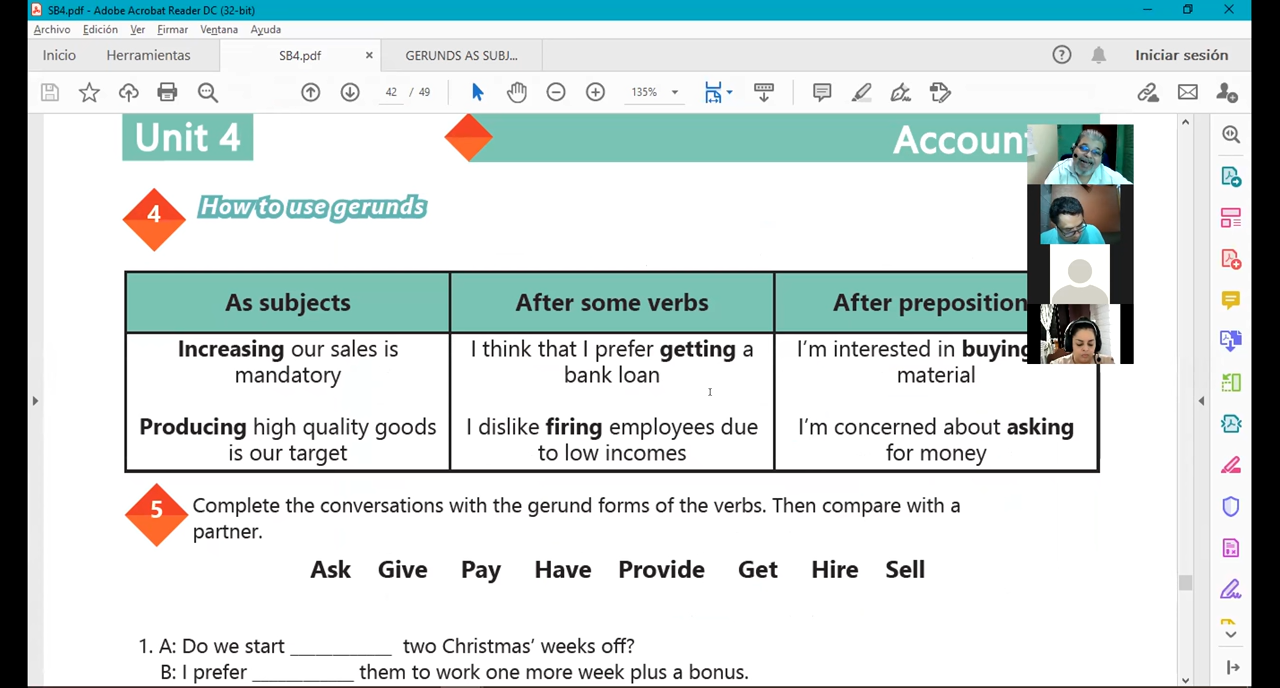 SB4.pdf - Adobe Acrobat Reader DC (32-bit)
Archivo Edición Ver Firmar Ventana Ayuda
Inicio Herramientas SB4.pdf × GERUNDS AS SUBJ... Iniciar sesión
42 / 49 135%
Unit 4 Account
4 How to use gerunds
As subjects After some verbs After preposition
Increasing our sales is I think that I prefer getting a I'm interested in buying
mandatory bank loan material
Producing high quality goods I dislike firing employees due I'm concerned about asking
is our target to low incomes for money
5 Complete the conversations with the gerund forms of the verbs. Then compare with a
partner.
Ask Give Pay Have Provide Get Hire Sell
1. A: Do we start __________ two Christmas' weeks off?
B: I prefer __________ them to work one more week plus a bonus.